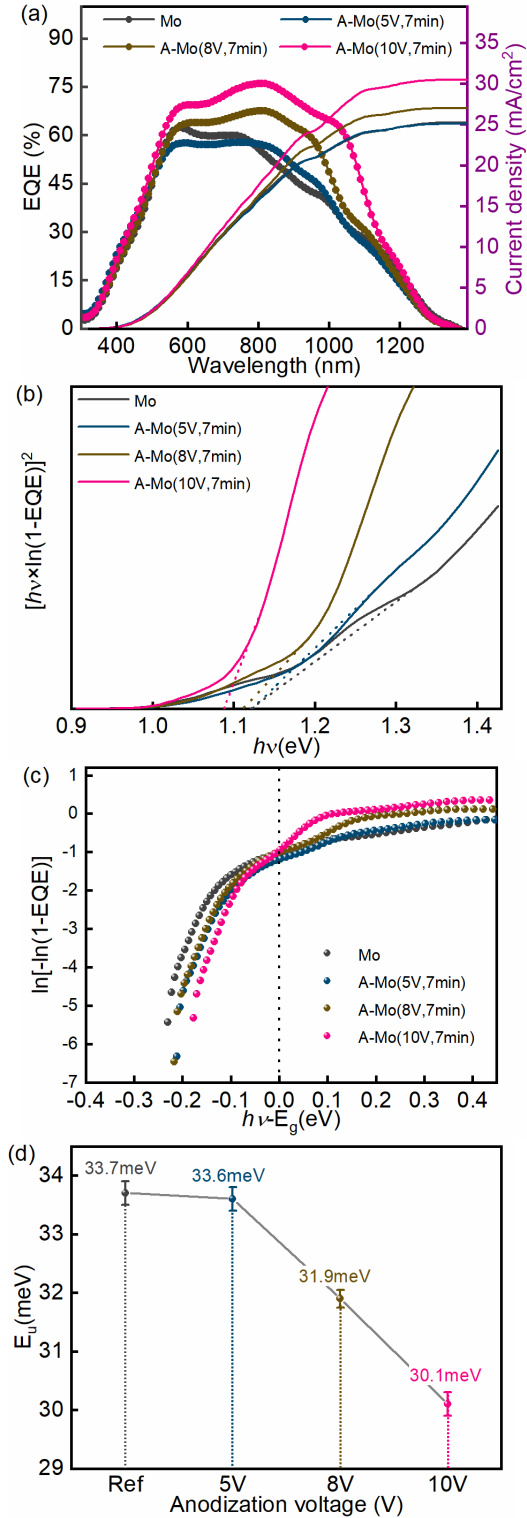 (a)
Mo
A-Mo(5V,7min)
A-Mo(8V,7min)
A-Mo(10V,7min)
EQE (%)
90
75
60
45
30
15
0
Current density (mA/cm²)
35
30
25
20
15
10
5
0
400 600 800 1000 1200
Wavelength (nm)
(b)
Mo
A-Mo(5V,7min)
A-Mo(8V,7min)
A-Mo(10V,7min)
[hν×ln(1-EQE)]²
0.9 1.0 1.1 1.2 1.3 1.4
hν(eV)
(c)
ln[-ln(1-EQE)]
1
0
-1
-2
-3
-4
-5
-6
-7
Mo
A-Mo(5V,7min)
A-Mo(8V,7min)
A-Mo(10V,7min)
-0.4 -0.3 -0.2 -0.1 0.0 0.1 0.2 0.3 0.4
hν-Eg(eV)
(d)
Eu(meV)
34
33
32
31
30
29
33.7meV
33.6meV
31.9meV
30.1meV
Ref 5V 8V 10V
Anodization voltage (V)